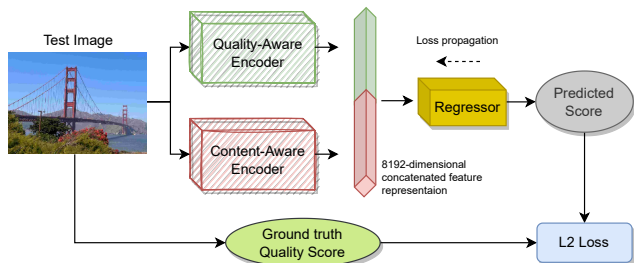 Test Image
Quality-Aware
Encoder
Content-Aware
Encoder
8192-dimensional
concatenated feature
representaion
Loss propagation
Regressor
Predicted
Score
Ground truth
Quality Score
L2 Loss